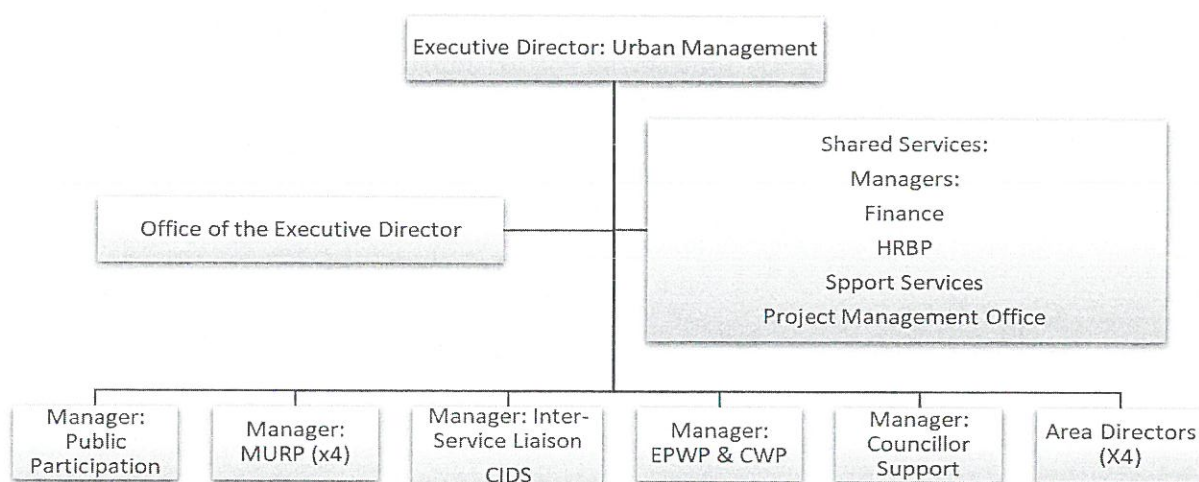 Executive Director: Urban Management
Shared Services:
Managers:
Finance
HRBP
Spport Services
Project Management Office
Office of the Executive Director
Manager:
Public
Participation
Manager:
MURP (x4)
Manager: Inter-
Service Liaison
CIDS
Manager:
EPWP & CWP
Manager:
Councillor
Support
Area Directors
(X4)